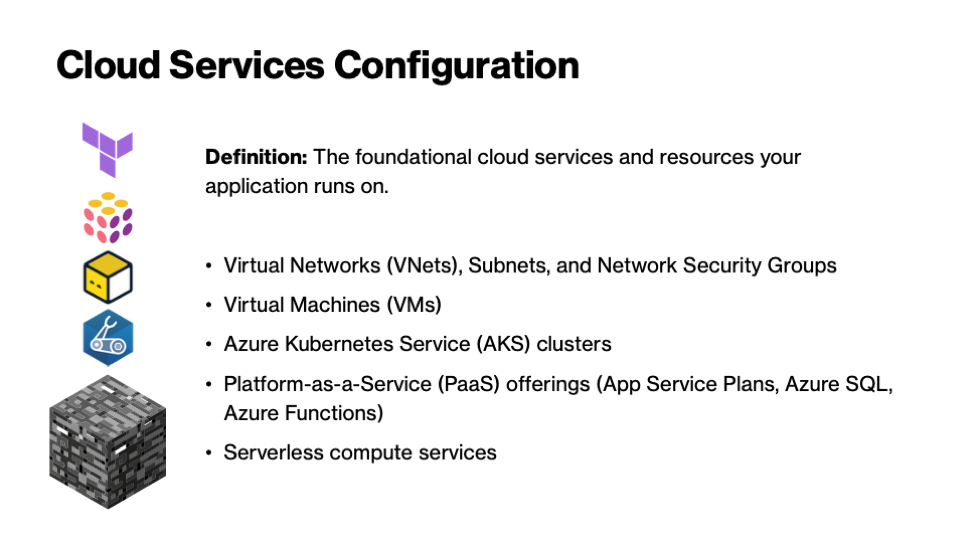 Cloud Services Configuration
Definition: The foundational cloud services and resources your
application runs on.
• Virtual Networks (VNets), Subnets, and Network Security Groups
• Virtual Machines (VMs)
• Azure Kubernetes Service (AKS) clusters
• Platform-as-a-Service (PaaS) offerings (App Service Plans, Azure SQL,
Azure Functions)
• Serverless compute services